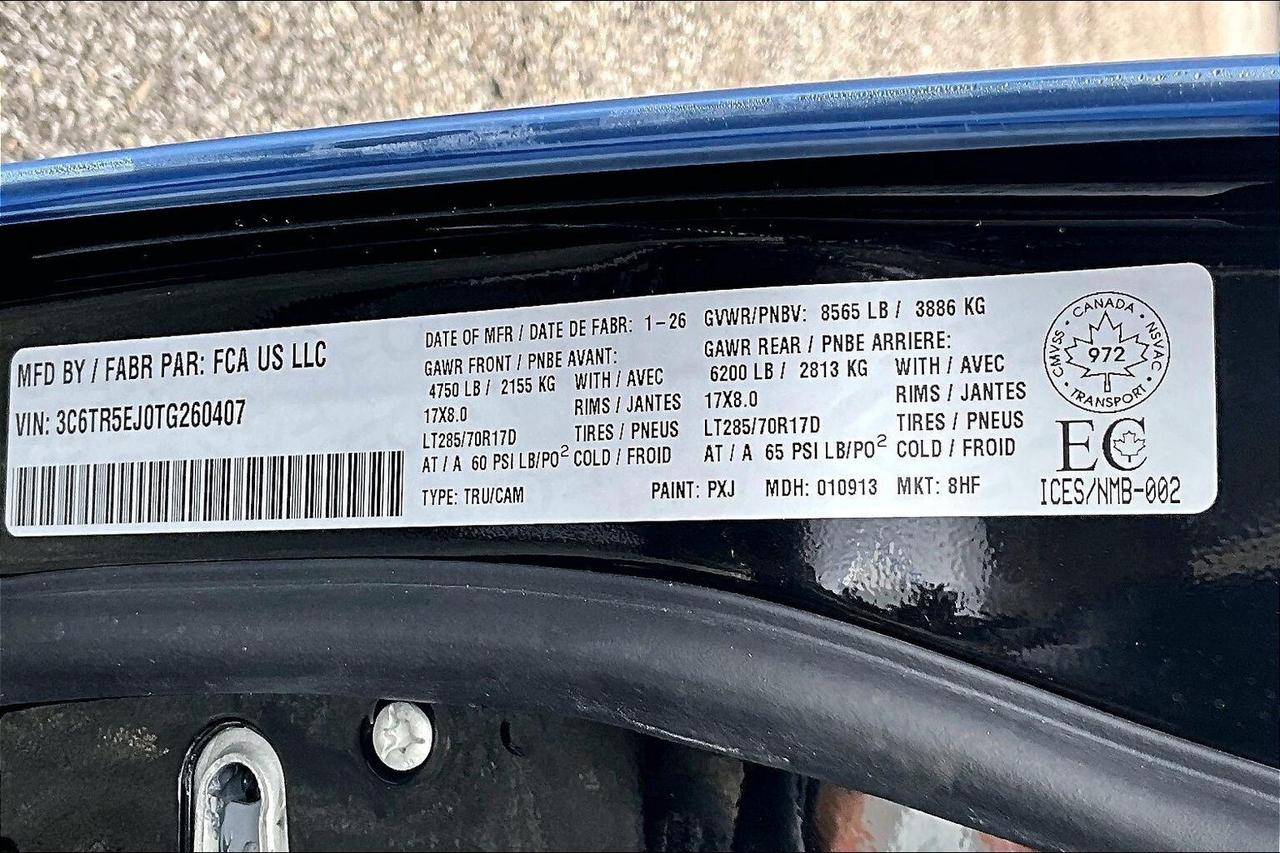 MFD BY / FABR PAR: FCA US LLC
VIN: 3C6TR5EJ0TG260407
DATE OF MFR / DATE DE FABR: 1-26
GAWR FRONT / PNBE AVANT:
4750 LB / 2155 KG WITH / AVEC
17X8.0 RIMS / JANTES
LT285/70R17D TIRES / PNEUS
AT / A 60 PSI LB/PO² COLD / FROID
TYPE: TRU/CAM
GVWR/PNBV: 8565 LB / 3886 KG
GAWR REAR / PNBE ARRIERE:
6200 LB / 2813 KG WITH / AVEC
17X8.0 RIMS / JANTES
LT285/70R17D TIRES / PNEUS
AT / A 65 PSI LB/PO² COLD / FROID
PAINT: PXJ MDH: 010913 MKT: 8HF
CMVSS · CANADA · NSVAC
972
· TRANSPORT ·
EC
ICES/NMB-002